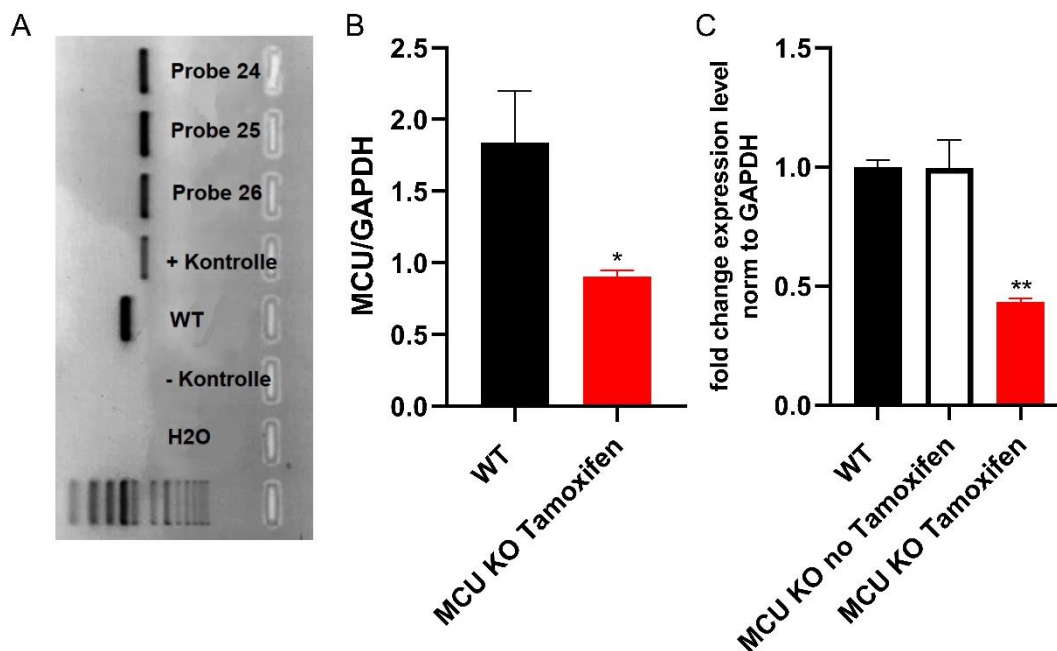 A
Probe 24
Probe 25
Probe 26
+ Kontrolle
WT
- Kontrolle
H2O
B
MCU/GAPDH
2.5
2.0
1.5
1.0
0.5
0.0
*
WT
MCU KO Tamoxifen
C
fold change expression level
norm to GAPDH
1.5
1.0
0.5
0.0
**
WT
MCU KO no Tamoxifen
MCU KO Tamoxifen